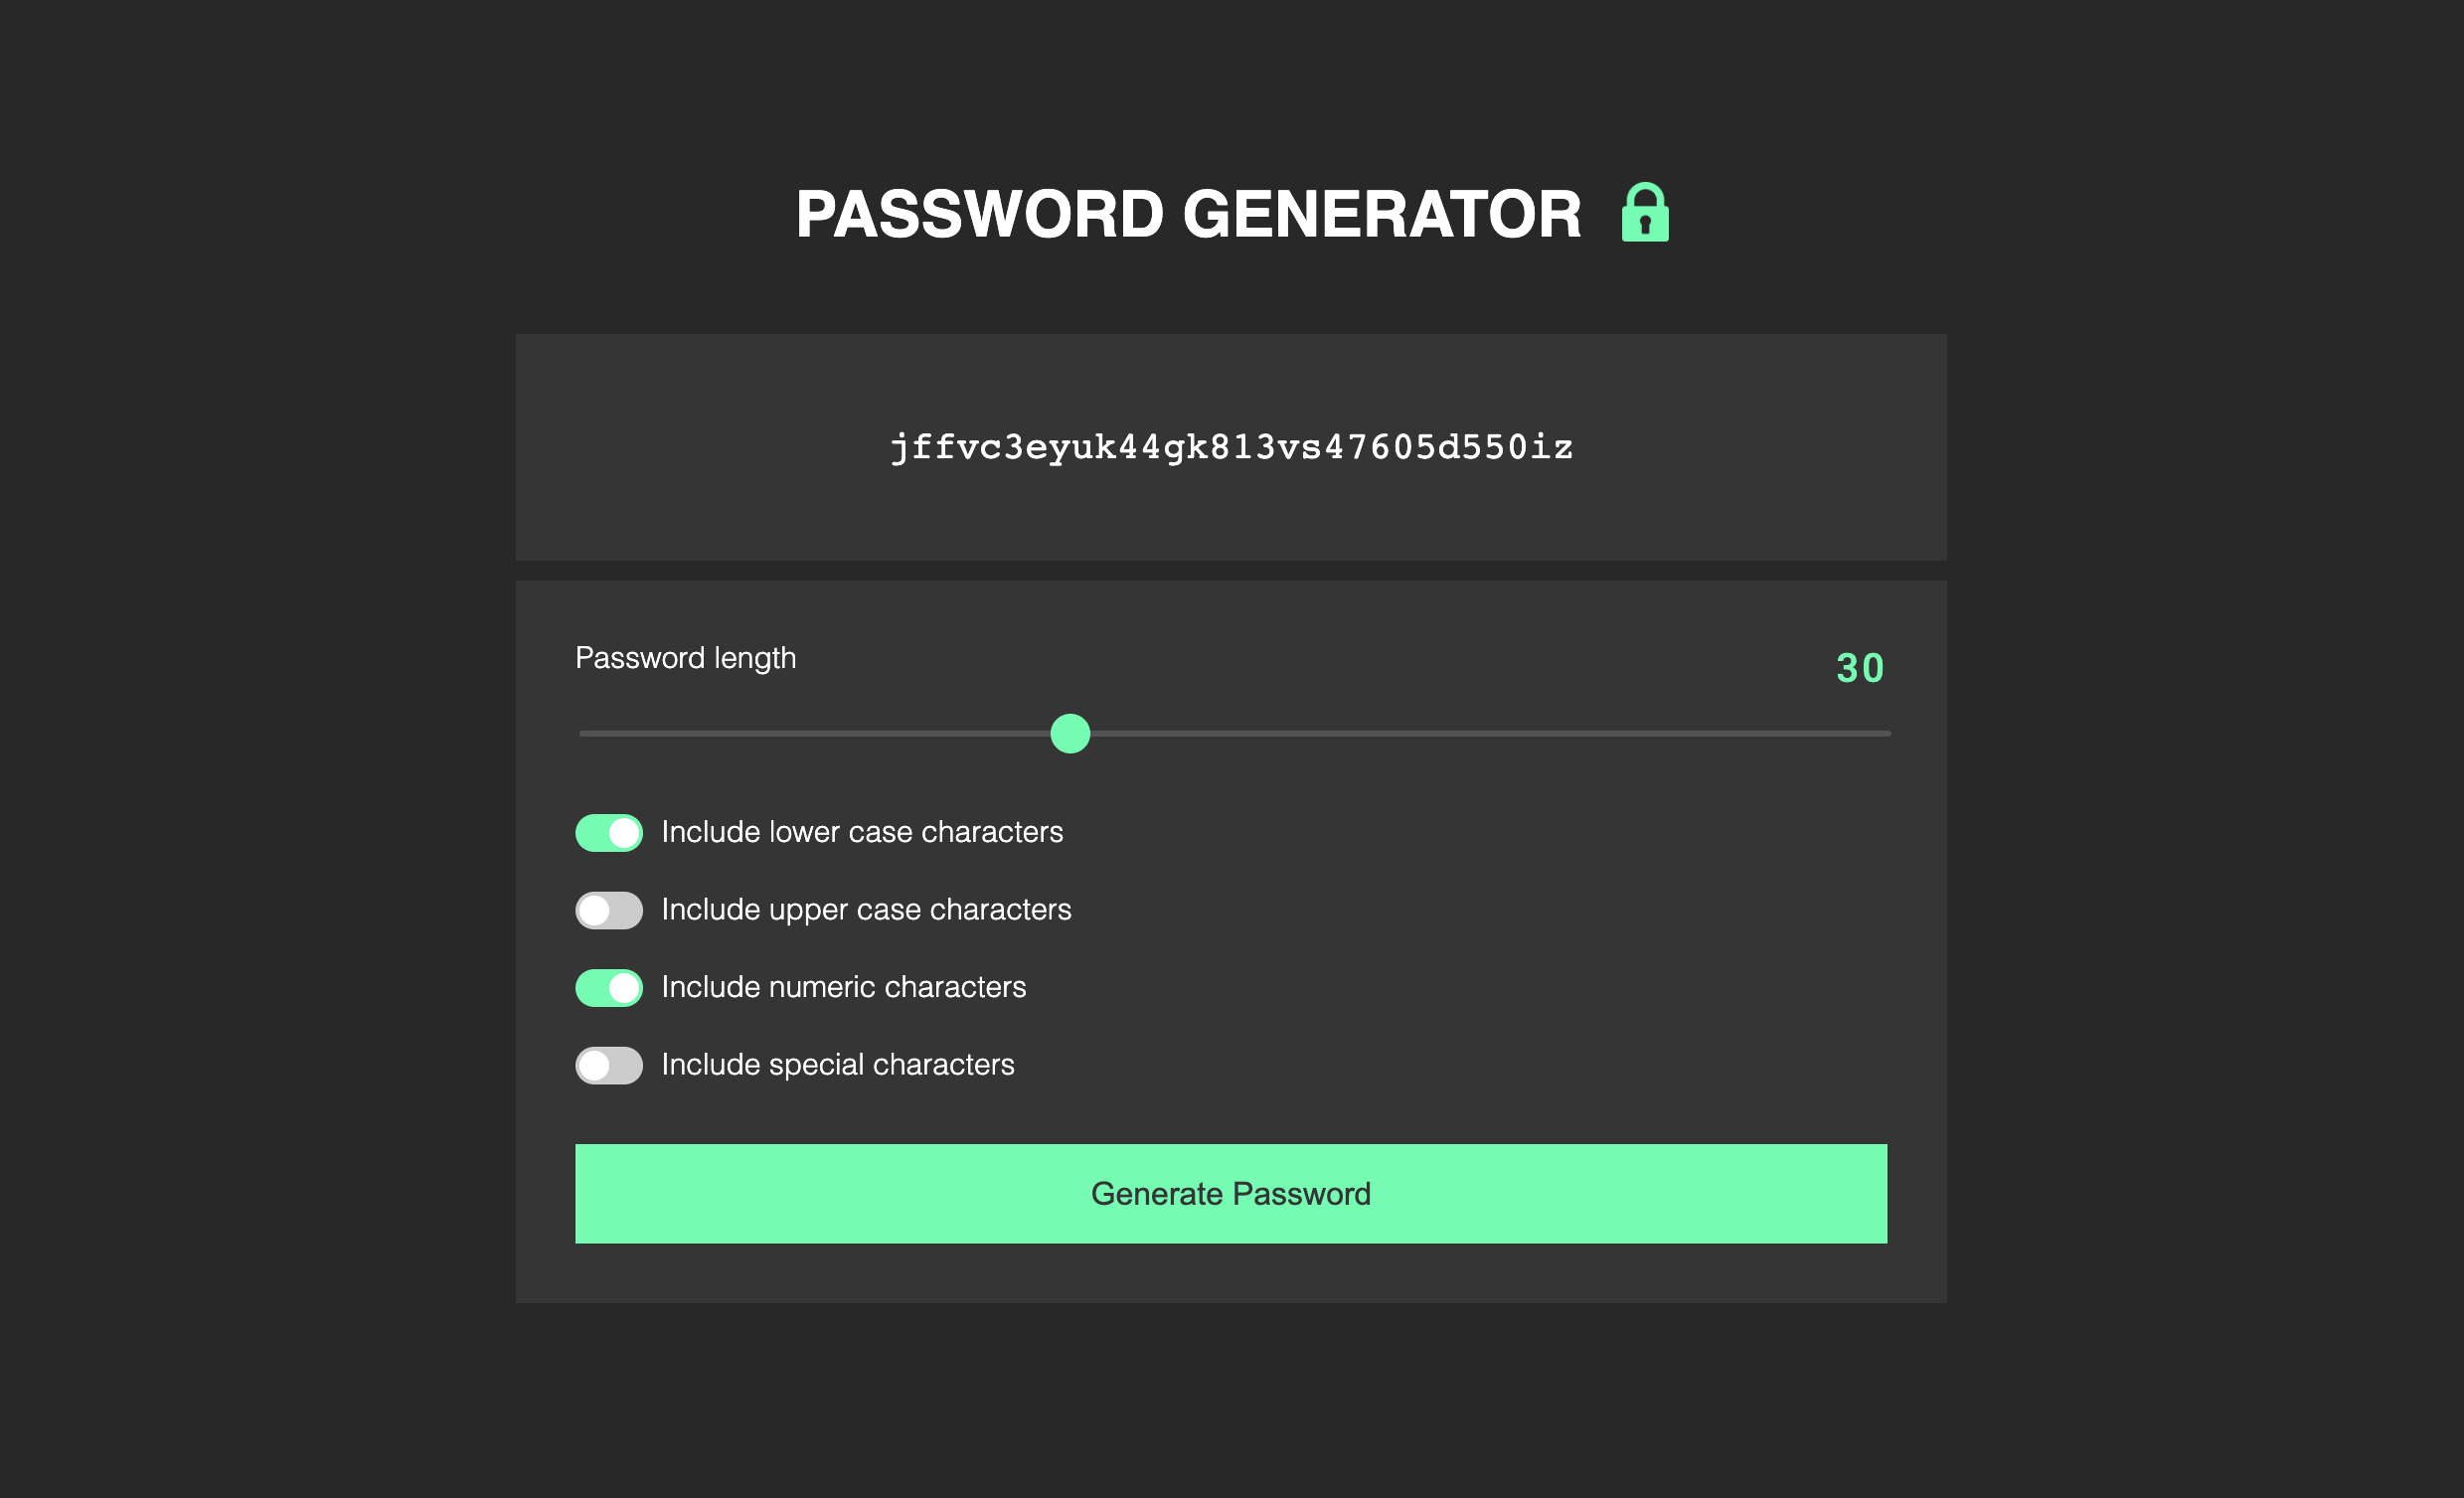 PASSWORD GENERATOR
jffvc3eyuk44gk813vs47605d550iz
Password length
30
Include lower case characters
Include upper case characters
Include numeric characters
Include special characters
Generate Password